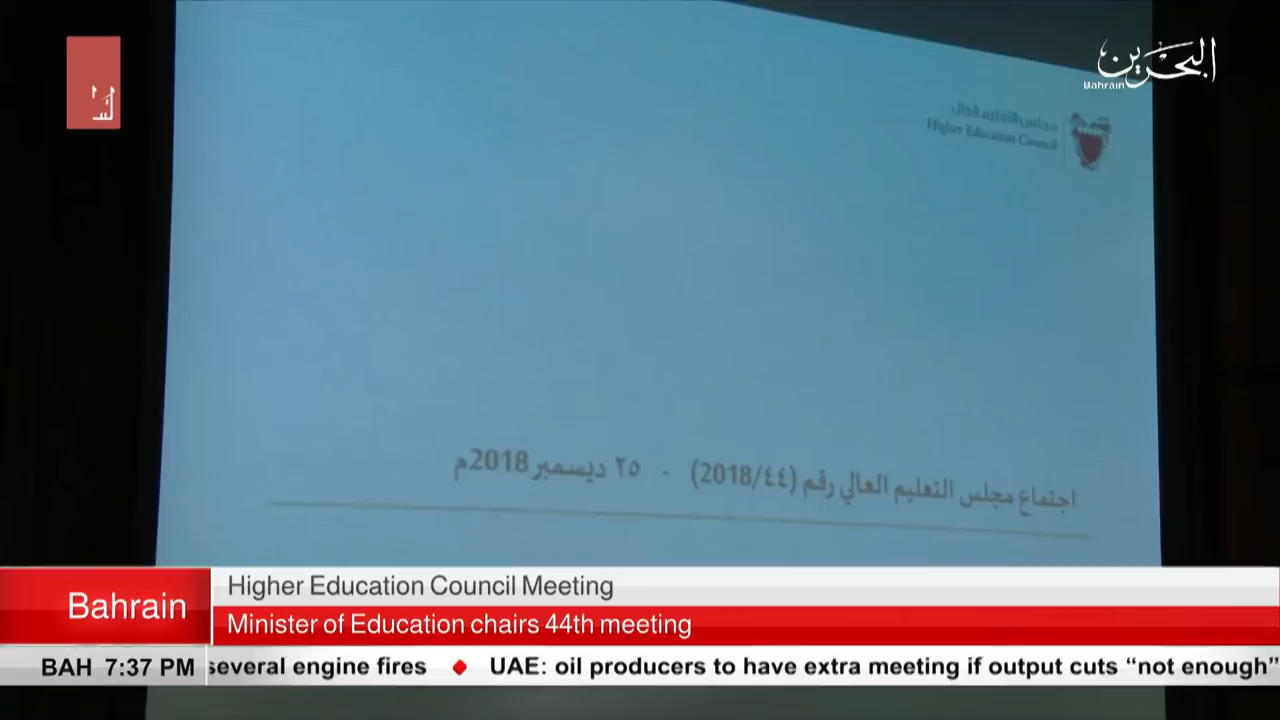 البحرين
Bahrain
مجلس التعليم العالي
Higher Education Council
اجتماع مجلس التعليم العالي رقم (2018/٤٤) - ٢٥ ديسمبر 2018م
Bahrain
Higher Education Council Meeting
Minister of Education chairs 44th meeting
BAH 7:37 PM
several engine fires
UAE: oil producers to have extra meeting if output cuts “not enough”